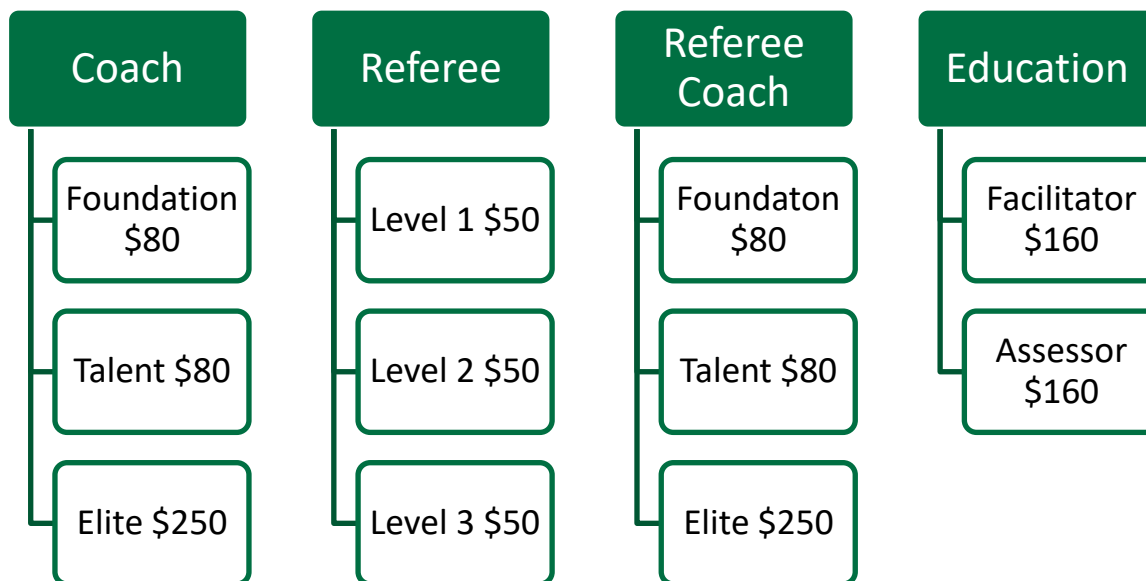 Coach
Foundation
$80
Talent $80
Elite $250
Referee
Level 1 $50
Level 2 $50
Level 3 $50
Referee
Coach
Foundaton
$80
Talent $80
Elite $250
Education
Facilitator
$160
Assessor
$160